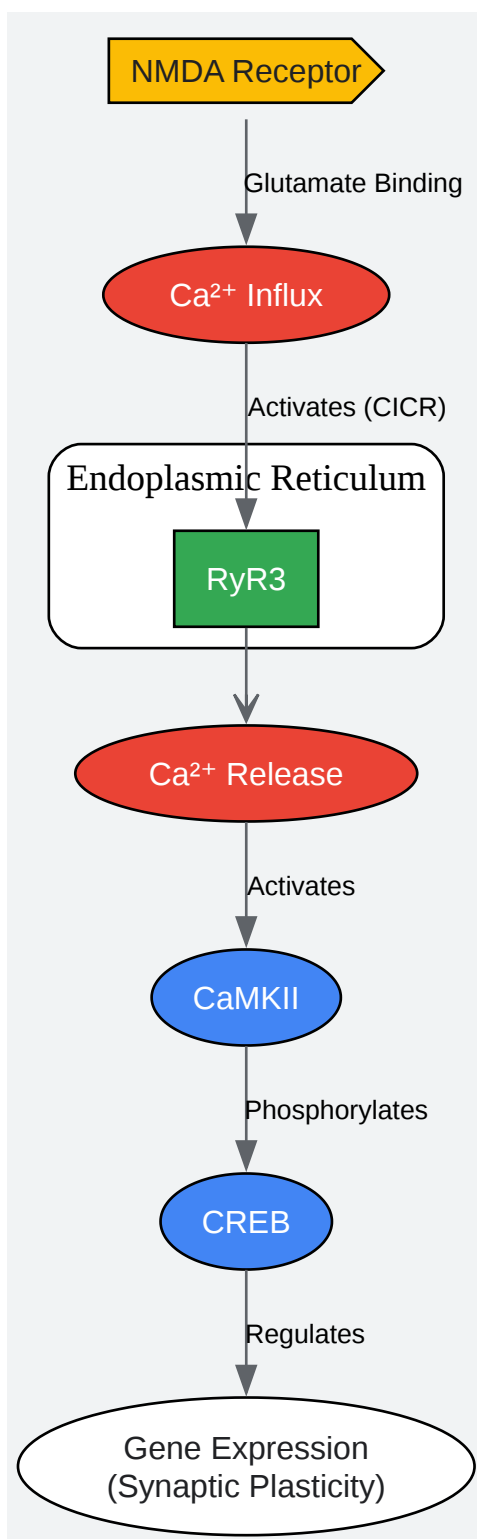 NMDA Receptor
Glutamate Binding
Ca²⁺ Influx
Activates (CICR)
Endoplasmic Reticulum
RyR3
Ca²⁺ Release
Activates
CaMKII
Phosphorylates
CREB
Regulates
Gene Expression
(Synaptic Plasticity)